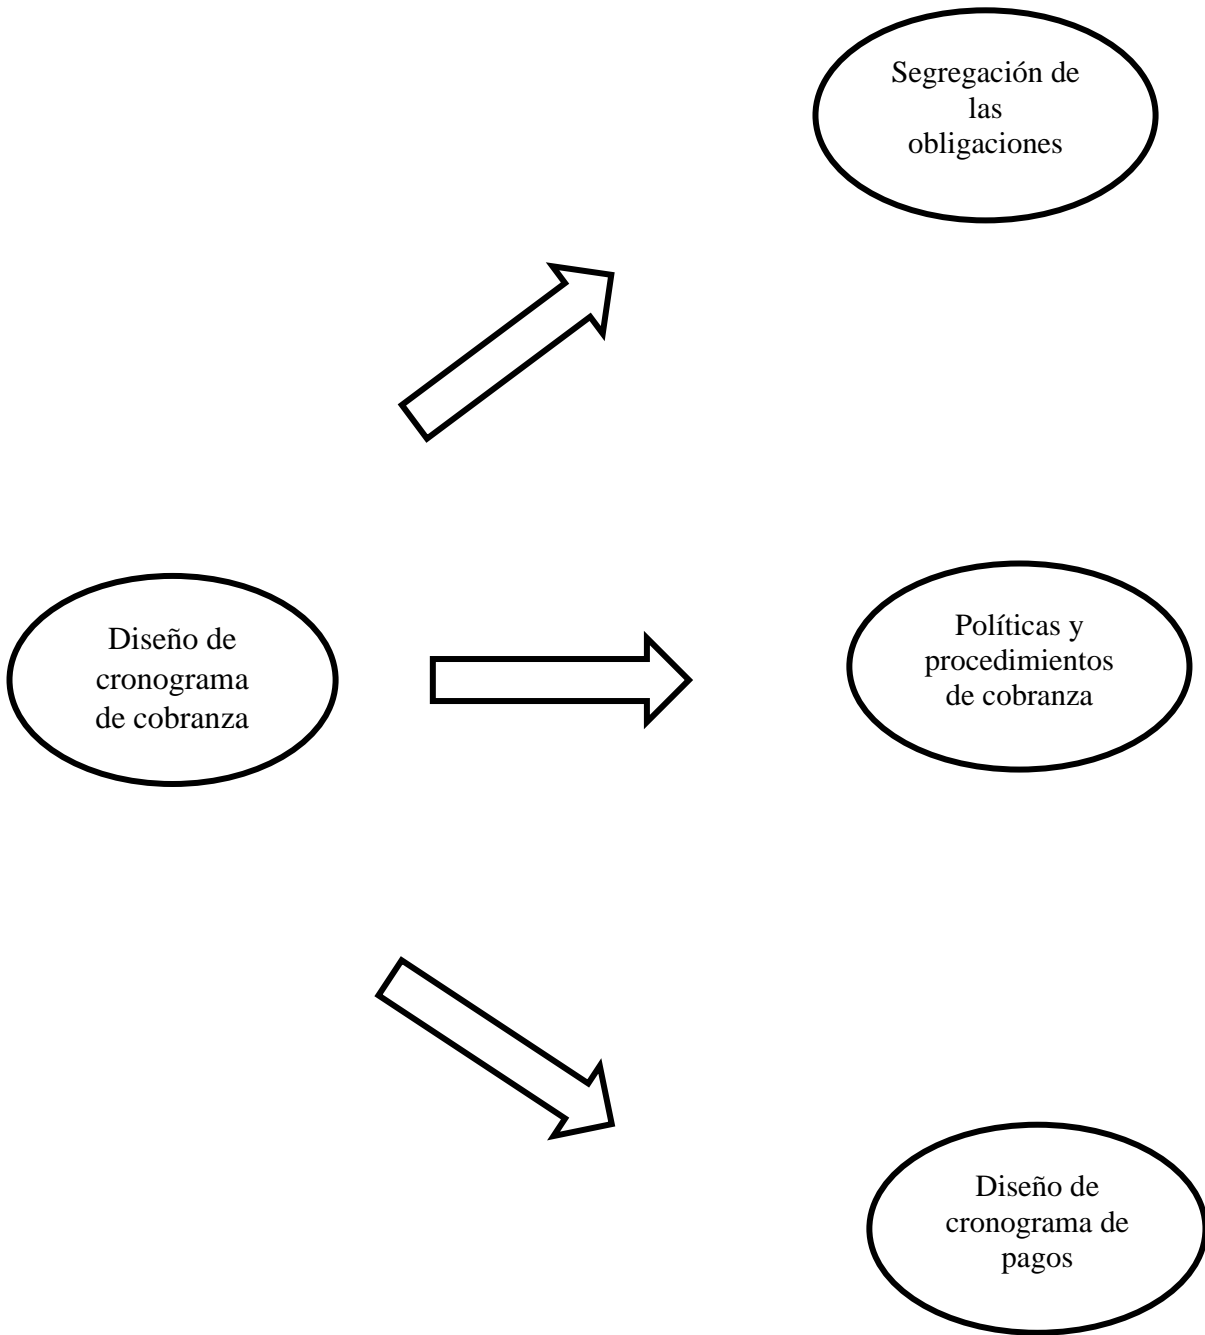 Segregación de
las
obligaciones
Diseño de
cronograma
de cobranza
Políticas y
procedimientos
de cobranza
Diseño de
cronograma de
pagos